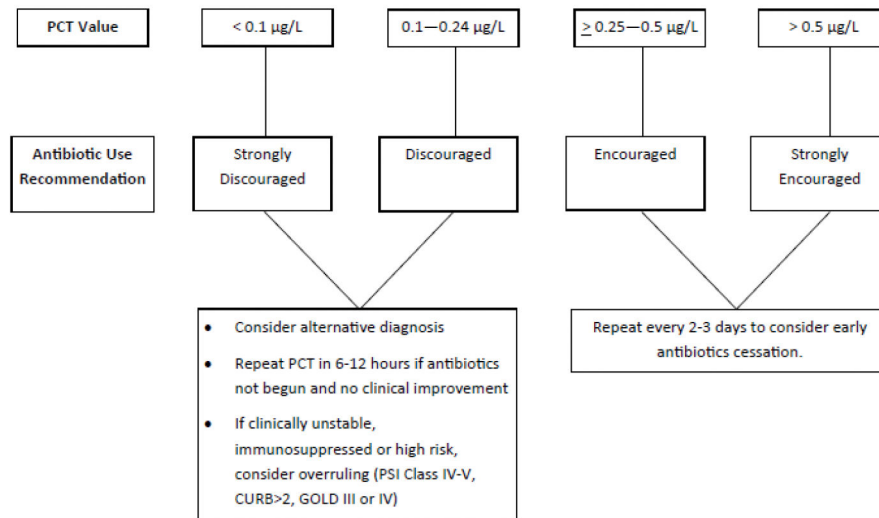 PCT Value
< 0.1 µg/L
0.1—0.24 µg/L
≥ 0.25—0.5 µg/L
> 0.5 µg/L
Antibiotic Use
Recommendation
Strongly
Discouraged
Discouraged
Encouraged
Strongly
Encouraged
• Consider alternative diagnosis
• Repeat PCT in 6-12 hours if antibiotics
not begun and no clinical improvement
• If clinically unstable,
immunosuppressed or high risk,
consider overruling (PSI Class IV-V,
CURB>2, GOLD III or IV)
Repeat every 2-3 days to consider early
antibiotics cessation.